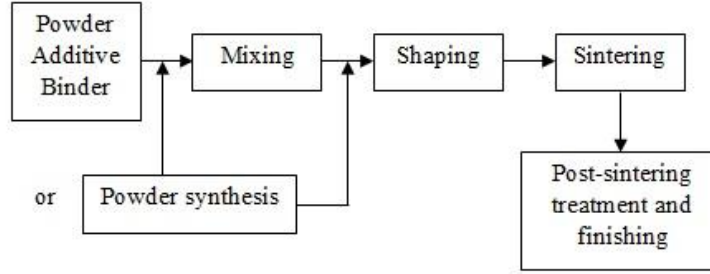 Powder
Additive
Binder
Mixing
Shaping
Sintering
or
Powder synthesis
Post-sintering
treatment and
finishing